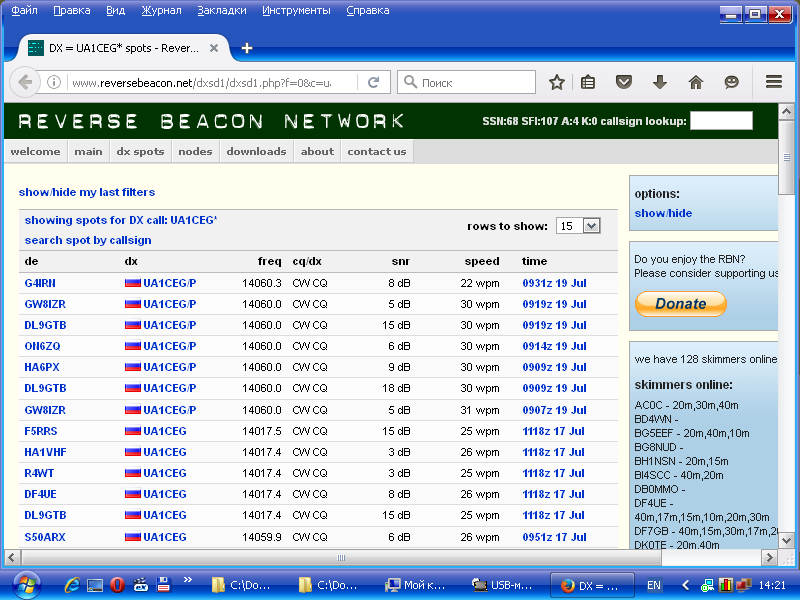 Файл Правка Вид Журнал Закладки Инструменты Справка
DX = UA1CEG* spots - Rever...
www.reversebeacon.net/dxsd1/dxsd1.php?f=0&c=u
Поиск
REVERSE BEACON NETWORK
SSN:68 SFI:107 A:4 K:0 callsign lookup:
welcome main dx spots nodes downloads about contact us
show/hide my last filters
showing spots for DX call: UA1CEG*
search spot by callsign
rows to show: 15
de dx freq cq/dx snr speed time
G4IRN UA1CEG/P 14060.3 CW CQ 8 dB 22 wpm 0931z 19 Jul
GW8IZR UA1CEG/P 14060.0 CW CQ 5 dB 30 wpm 0919z 19 Jul
DL9GTB UA1CEG/P 14060.0 CW CQ 15 dB 30 wpm 0919z 19 Jul
ON6ZQ UA1CEG/P 14060.0 CW CQ 6 dB 30 wpm 0914z 19 Jul
HA6PX UA1CEG/P 14060.0 CW CQ 9 dB 30 wpm 0909z 19 Jul
DL9GTB UA1CEG/P 14060.0 CW CQ 18 dB 30 wpm 0909z 19 Jul
GW8IZR UA1CEG/P 14060.0 CW CQ 5 dB 31 wpm 0907z 19 Jul
F5RRS UA1CEG 14017.5 CW CQ 15 dB 25 wpm 1118z 17 Jul
HA1VHF UA1CEG 14017.4 CW CQ 3 dB 26 wpm 1118z 17 Jul
R4WT UA1CEG 14017.4 CW CQ 3 dB 25 wpm 1118z 17 Jul
DF4UE UA1CEG 14017.4 CW CQ 8 dB 26 wpm 1118z 17 Jul
DL9GTB UA1CEG 14017.4 CW CQ 15 dB 25 wpm 1118z 17 Jul
S50ARX UA1CEG 14059.9 CW CQ 6 dB 26 wpm 0951z 17 Jul
options:
show/hide
Do you enjoy the RBN?
Please consider supporting us
Donate
we have 128 skimmers online
skimmers online:
AC0C - 20m,30m,40m
BD4WN -
BG5EEF - 20m,40m,10m
BG8NUD -
BH1NSN - 20m,15m
BI4SCC - 40m,20m
DB0MMO -
DF4UE -
40m,17m,15m,10m,20m,30m
DF7GB - 40m,15m,30m,17m,20
DK0TE - 20m,40m
C:\До... C:\До... Мой к... USB-м... DX = ... EN 14:21